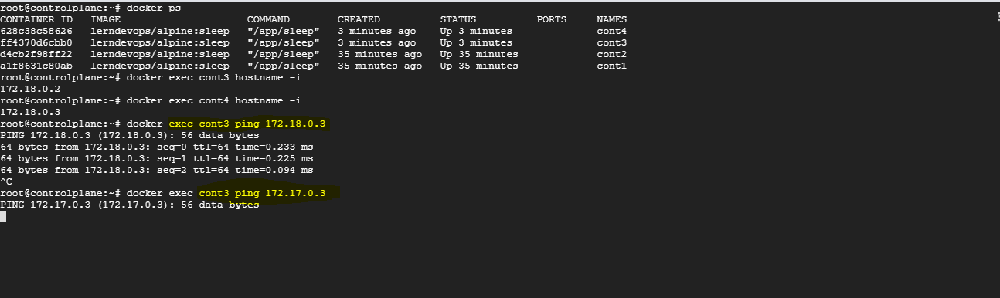 root@controlplane:~# docker ps
CONTAINER ID   IMAGE                    COMMAND        CREATED          STATUS          PORTS     NAMES
628c38c58626   lerndevops/alpine:sleep   "/app/sleep"   3 minutes ago    Up 3 minutes              cont4
ff4370d6cbb0   lerndevops/alpine:sleep   "/app/sleep"   3 minutes ago    Up 3 minutes              cont3
d4cb2f98ff22   lerndevops/alpine:sleep   "/app/sleep"   35 minutes ago   Up 35 minutes             cont2
a1f8631c80ab   lerndevops/alpine:sleep   "/app/sleep"   35 minutes ago   Up 35 minutes             cont1
root@controlplane:~# docker exec cont3 hostname -i
172.18.0.2
root@controlplane:~# docker exec cont4 hostname -i
172.18.0.3
root@controlplane:~# docker exec cont3 ping 172.18.0.3
PING 172.18.0.3 (172.18.0.3): 56 data bytes
64 bytes from 172.18.0.3: seq=0 ttl=64 time=0.233 ms
64 bytes from 172.18.0.3: seq=1 ttl=64 time=0.225 ms
64 bytes from 172.18.0.3: seq=2 ttl=64 time=0.094 ms
^C
root@controlplane:~# docker exec cont3 ping 172.17.0.3
PING 172.17.0.3 (172.17.0.3): 56 data bytes